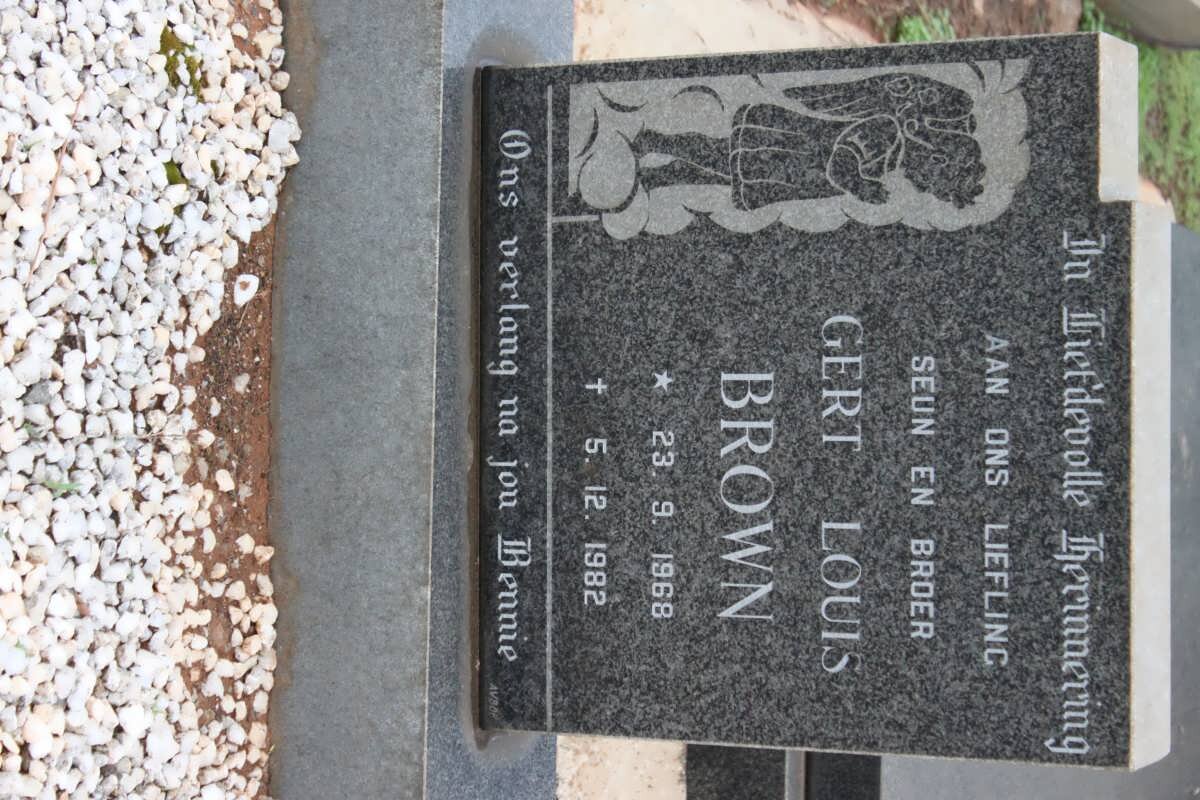 In Liefdevolle Herinnering
AAN ONS LIEFLING
SEUN EN BROER
GERT LOUIS
BROWN
★ 23. 9. 1968
✝ 5. 12. 1982
Ons verlang na jou Bennie